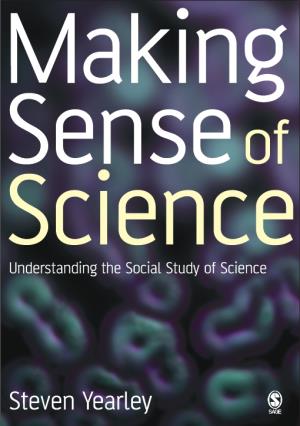 Making
Sense of
Science
Understanding the Social Study of Science
Steven Yearley
SAGE